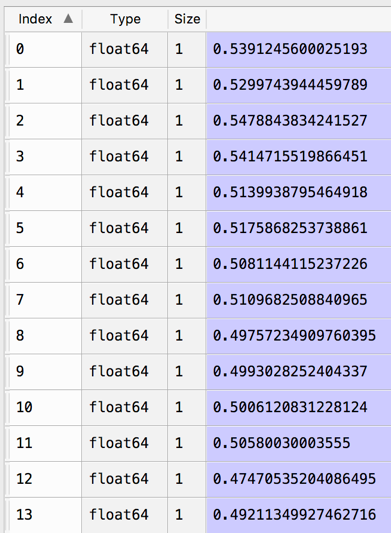 Index ▲ Type Size
0 float64 1 0.5391245600025193
1 float64 1 0.5299743944459789
2 float64 1 0.5478843834241527
3 float64 1 0.5414715519866451
4 float64 1 0.5139938795464918
5 float64 1 0.5175868253738861
6 float64 1 0.5081144115237226
7 float64 1 0.5109682508840965
8 float64 1 0.49757234909760395
9 float64 1 0.4993028252404337
10 float64 1 0.5006120831228124
11 float64 1 0.50580030003555
12 float64 1 0.47470535204086495
13 float64 1 0.49211349927462716